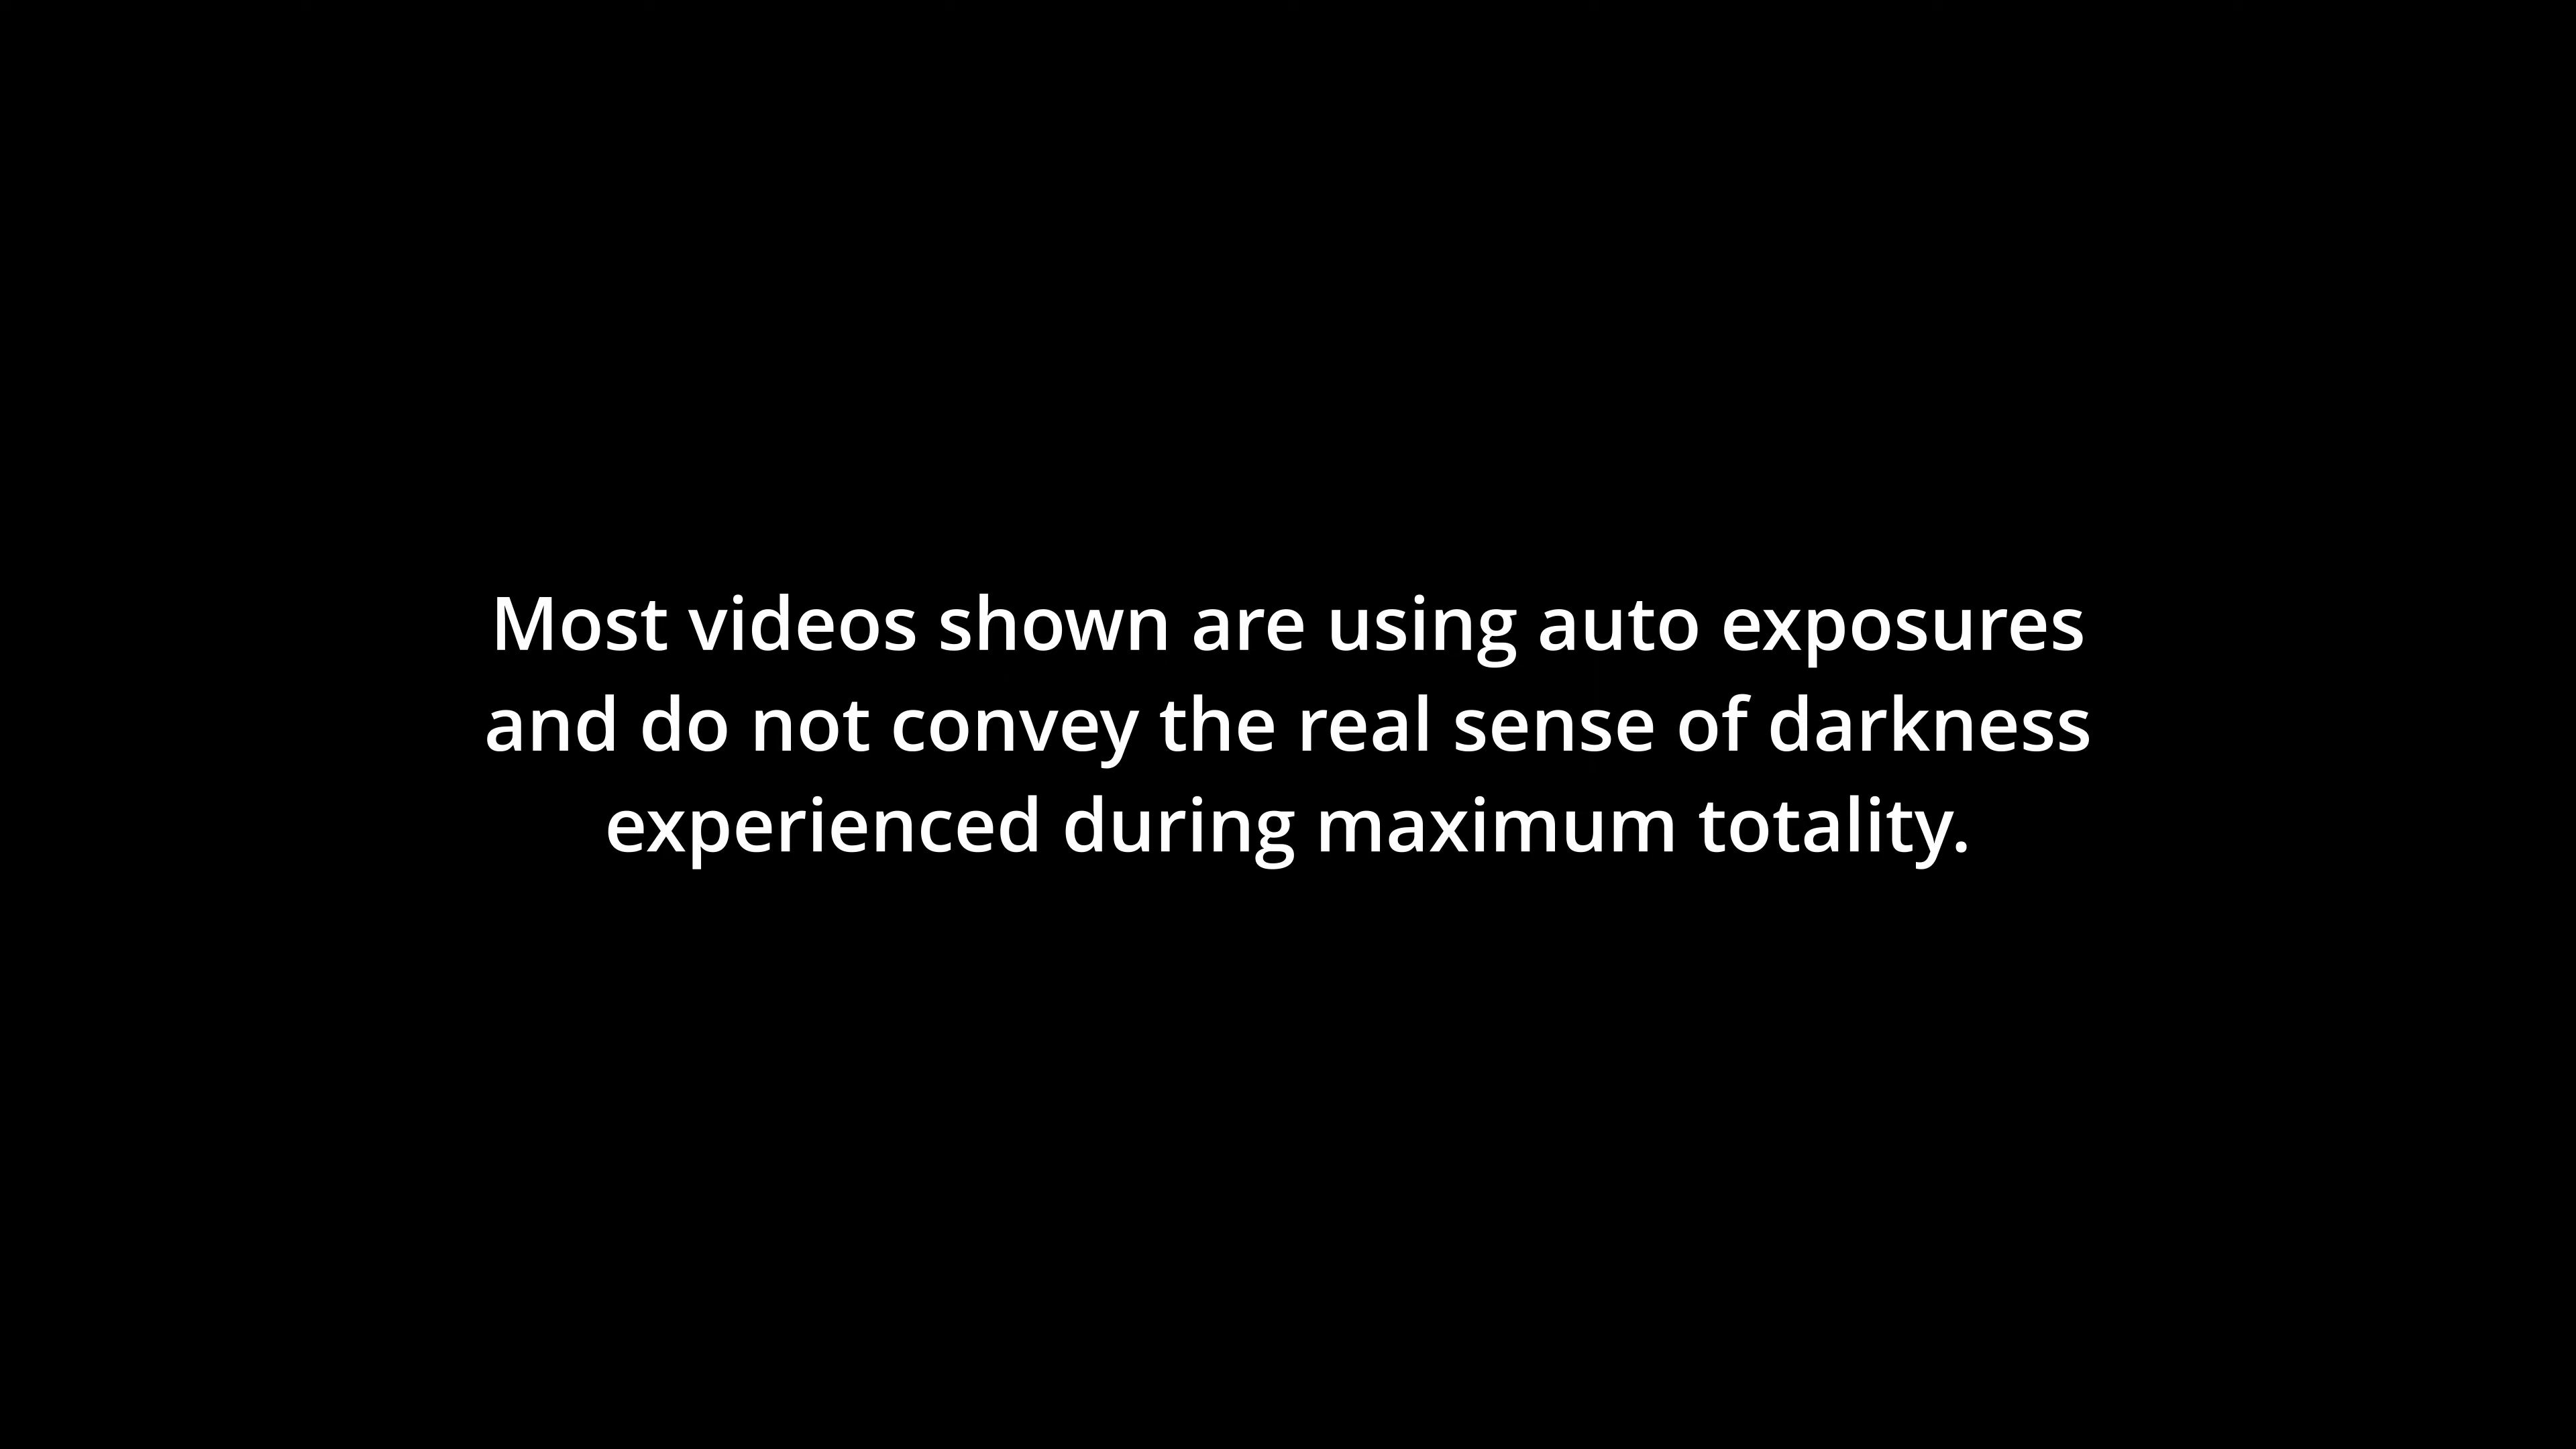 Most videos shown are using auto exposures
and do not convey the real sense of darkness
experienced during maximum totality.